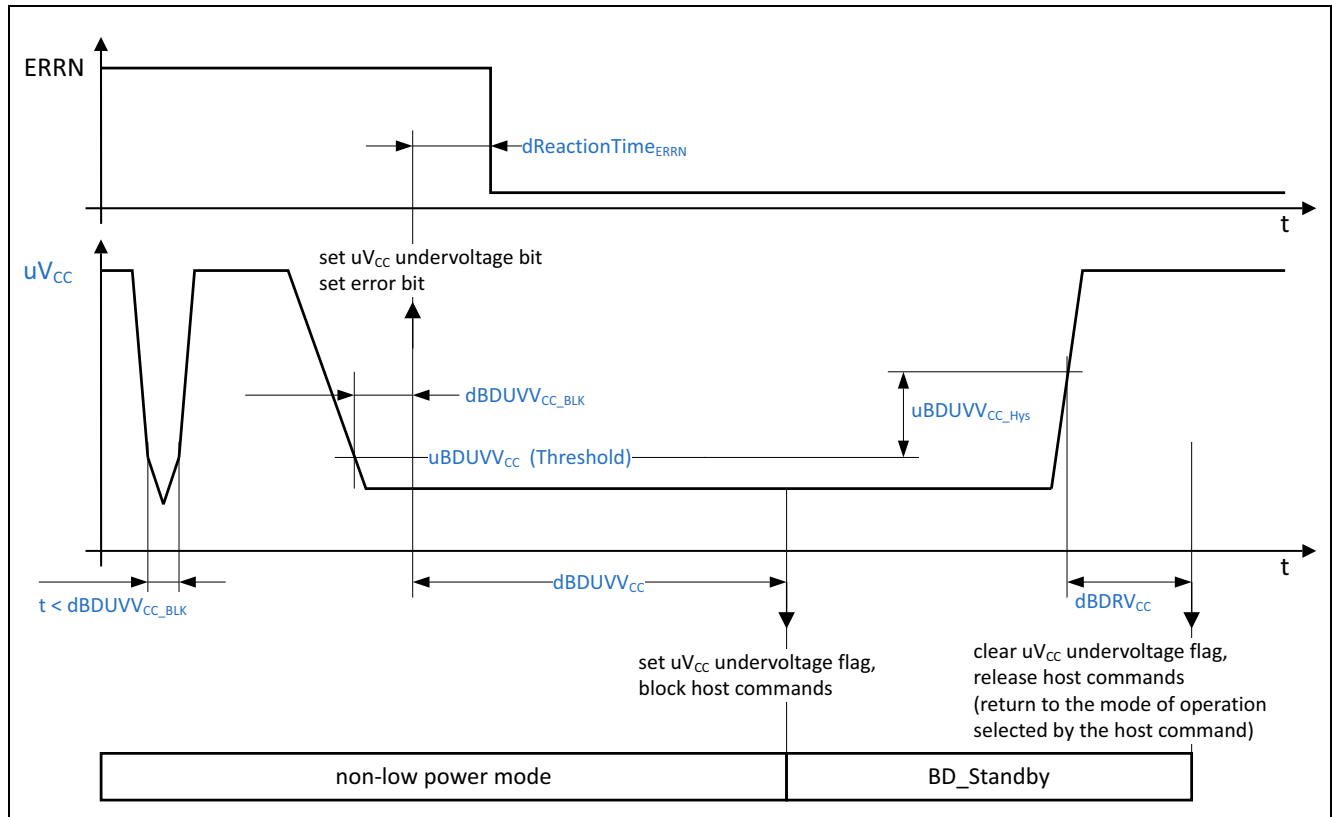 ERRN
dReactionTimeERRN
t
set uVCC undervoltage bit
set error bit
uVCC
dBDUVVCC_BLK
uBDUVVCC_Hys
uBDUVVCC (Threshold)
t
t < dBDUVVCC_BLK
dBDUVVCC
dBDRVCC
set uVCC undervoltage flag,
block host commands
clear uVCC undervoltage flag,
release host commands
(return to the mode of operation
selected by the host command)
non-low power mode
BD_Standby